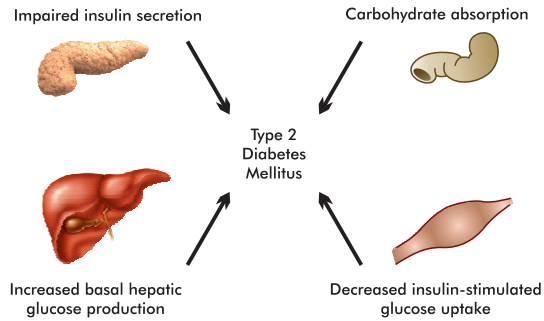 Impaired insulin secretion
Carbohydrate absorption
Type 2
Diabetes
Mellitus
Increased basal hepatic
glucose production
Decreased insulin-stimulated
glucose uptake